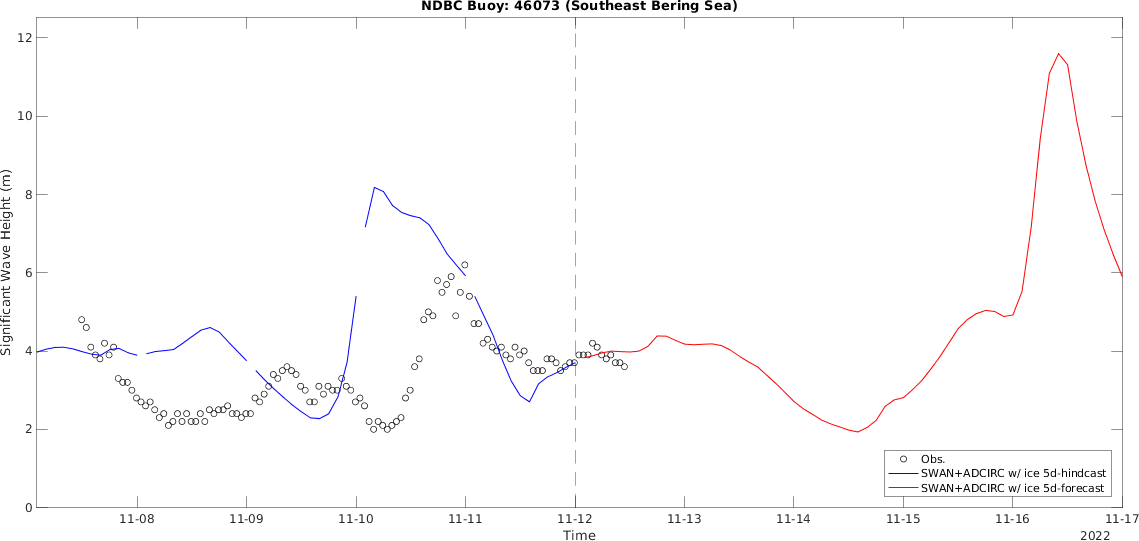 NDBC Buoy: 46073 (Southeast Bering Sea)
Significant Wave Height (m)
12
10
8
6
4
2
0
Obs.
SWAN+ADCIRC w/ ice 5d-hindcast
SWAN+ADCIRC w/ ice 5d-forecast
11-08 11-09 11-10 11-11 11-12 11-13 11-14 11-15 11-16 11-17
Time
2022